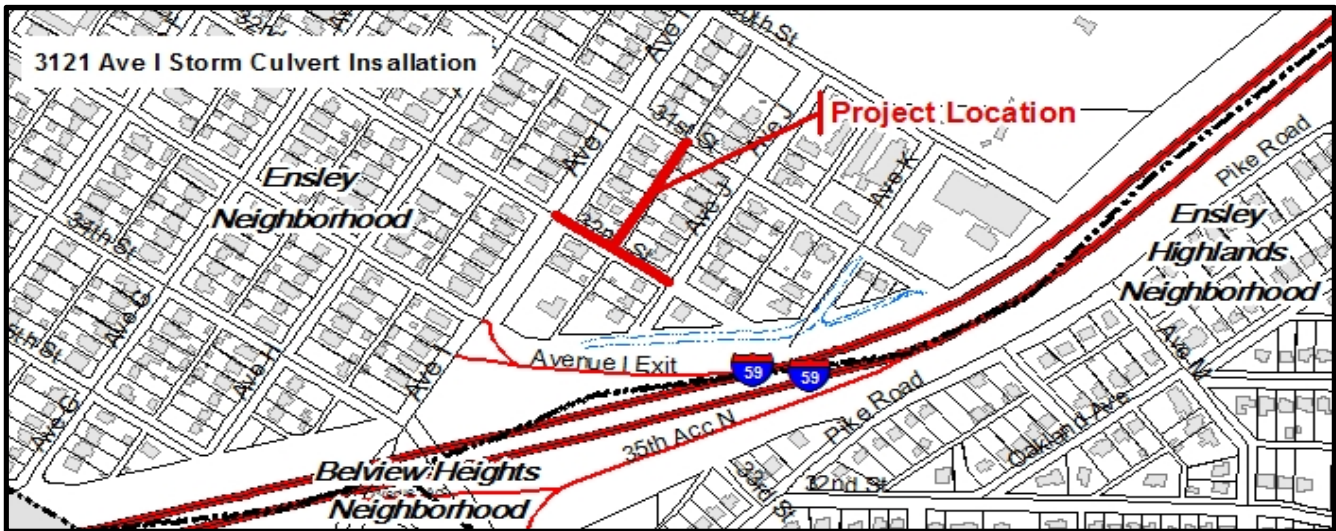 3121 Ave I Storm Culvert Insallation
Ave I
Project Location
31st
Ave J
Ave K
Pike Road
Ensley
Neighborhood
Ave I
Ave J
34th St
Ensley
Highlands
Neighborhood
Avenue I Exit
59
59
Ave I
Ave G
Ave N
Pike Road
Oakland Ave
35th Acc N
Belview Heights
Neighborhood
33rd St
32nd St